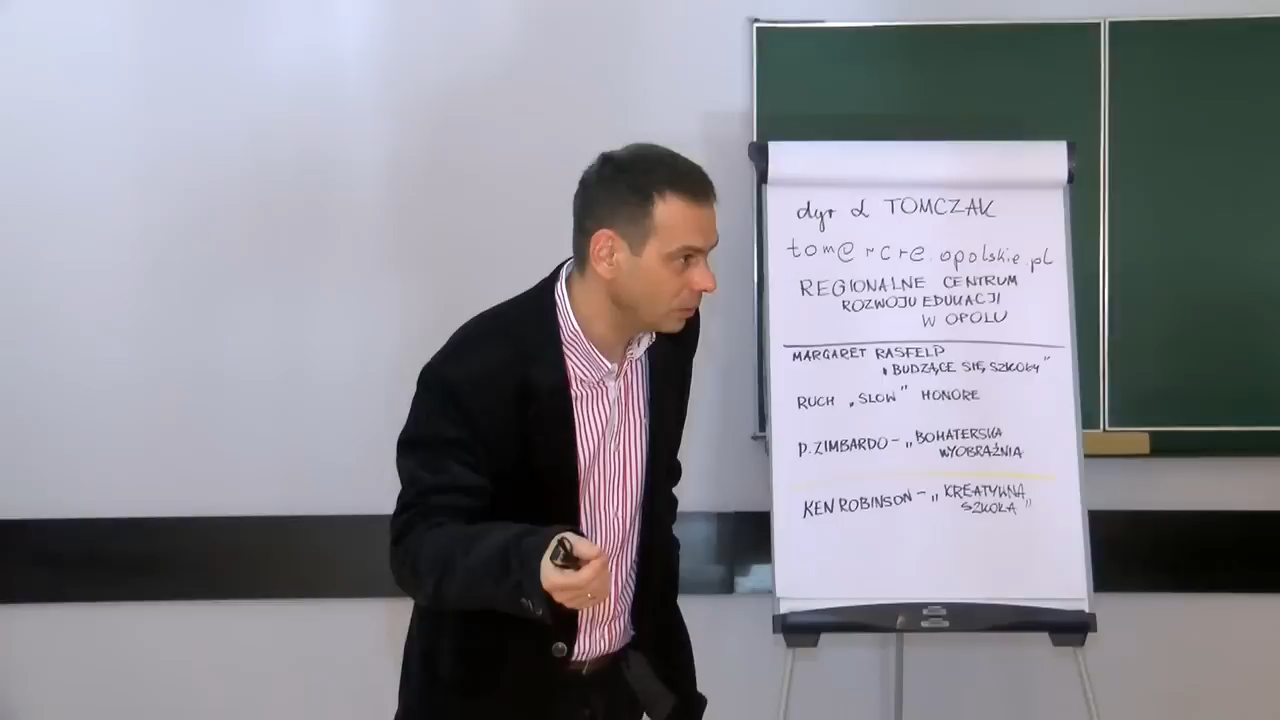 dyr L TOMCZAK
tom@rcre.opolskie.pl
REGIONALNE CENTRUM
ROZWOJU EDUKACJI
W OPOLU
MARGARET RASFELD
„BUDZĄCE SIĘ SZKOŁY”
RUCH „SLOW” HONORE
P. ZIMBARDO - „BOHATERSKA
WYOBRAŹNIA
KEN ROBINSON - „KREATYWNA
SZKOŁA”